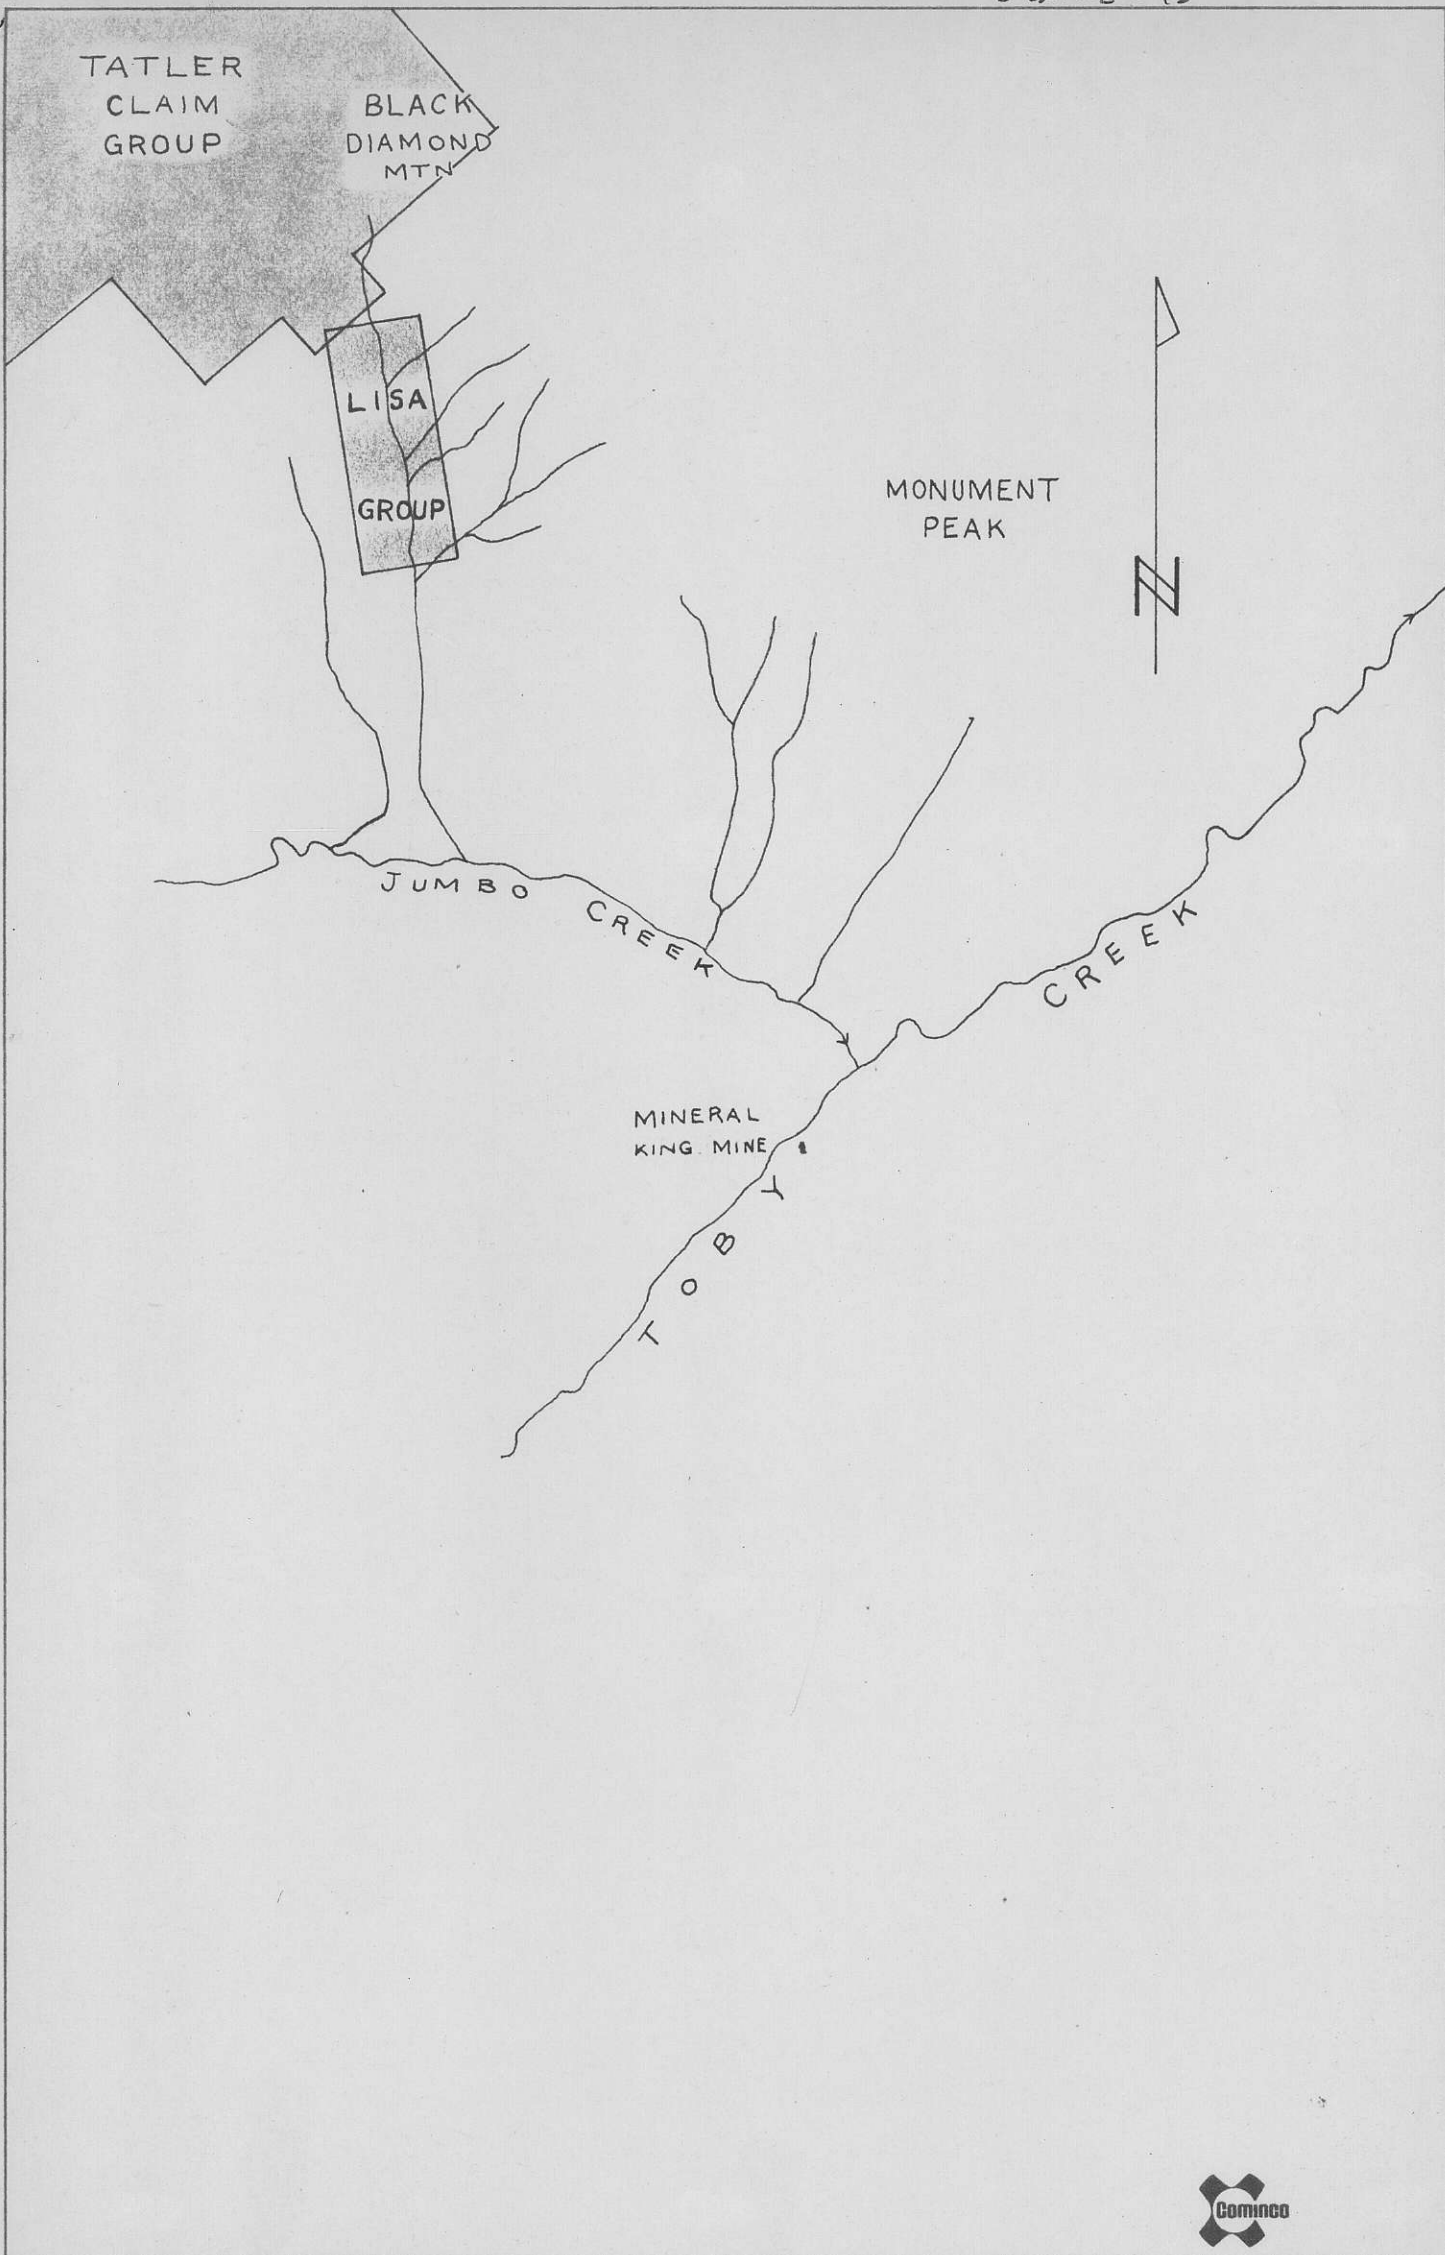 TATLER
CLAIM
GROUP
BLACK
DIAMOND
MTN
LISA
GROUP
MONUMENT
PEAK
N
JUMBO CREEK
TOBY CREEK
MINERAL
KING MINE
Cominco